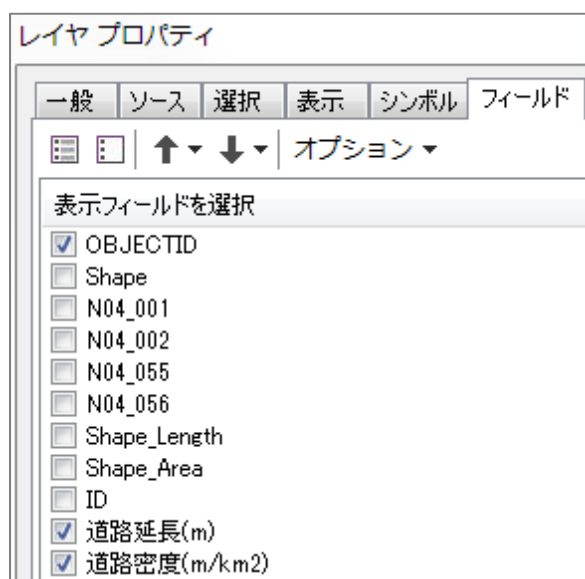 レイヤ プロパティ
一般 ソース 選択 表示 シンボル フィールド
オプション
表示フィールドを選択
OBJECTID
Shape
N04_001
N04_002
N04_055
N04_056
Shape_Length
Shape_Area
ID
道路延長(m)
道路密度(m/km2)